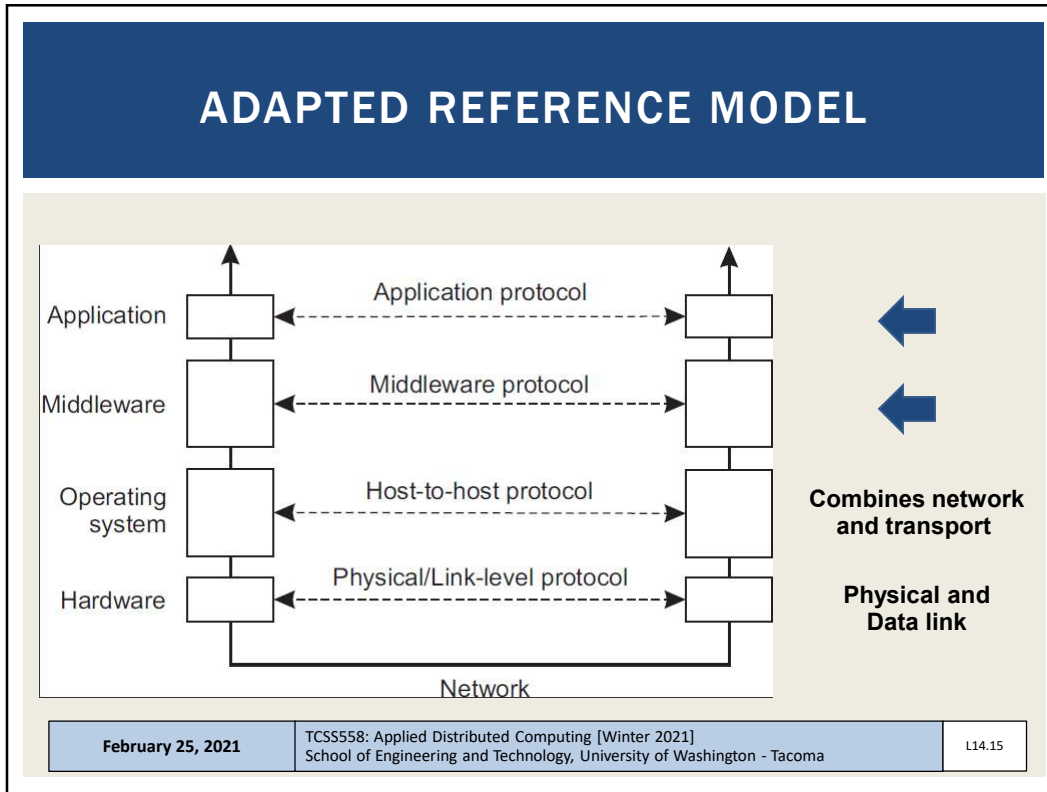 ADAPTED REFERENCE MODEL
Application
Application protocol
Middleware
Middleware protocol
Operating
system
Host-to-host protocol
Combines network
and transport
Hardware
Physical/Link-level protocol
Physical and
Data link
Network
February 25, 2021
TCSS558: Applied Distributed Computing [Winter 2021]
School of Engineering and Technology, University of Washington - Tacoma
L14.15